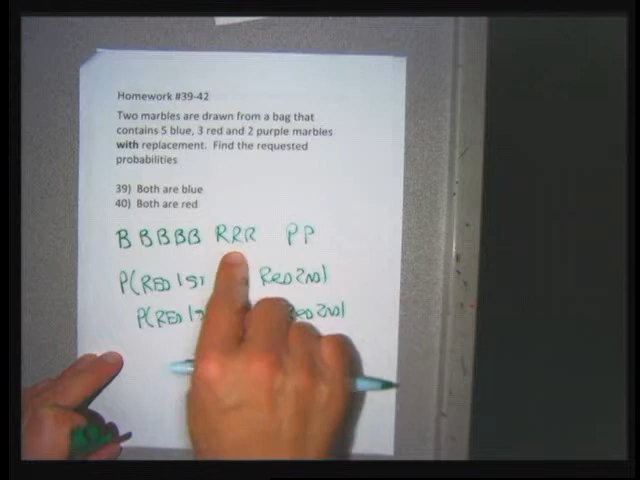 Homework #39-42
Two marbles are drawn from a bag that
contains 5 blue, 3 red and 2 purple marbles
with replacement. Find the requested
probabilities
39) Both are blue
40) Both are red
B B B B B R R R P P
P(RED 1ST RED 2ND)
P(RED RED 2ND)